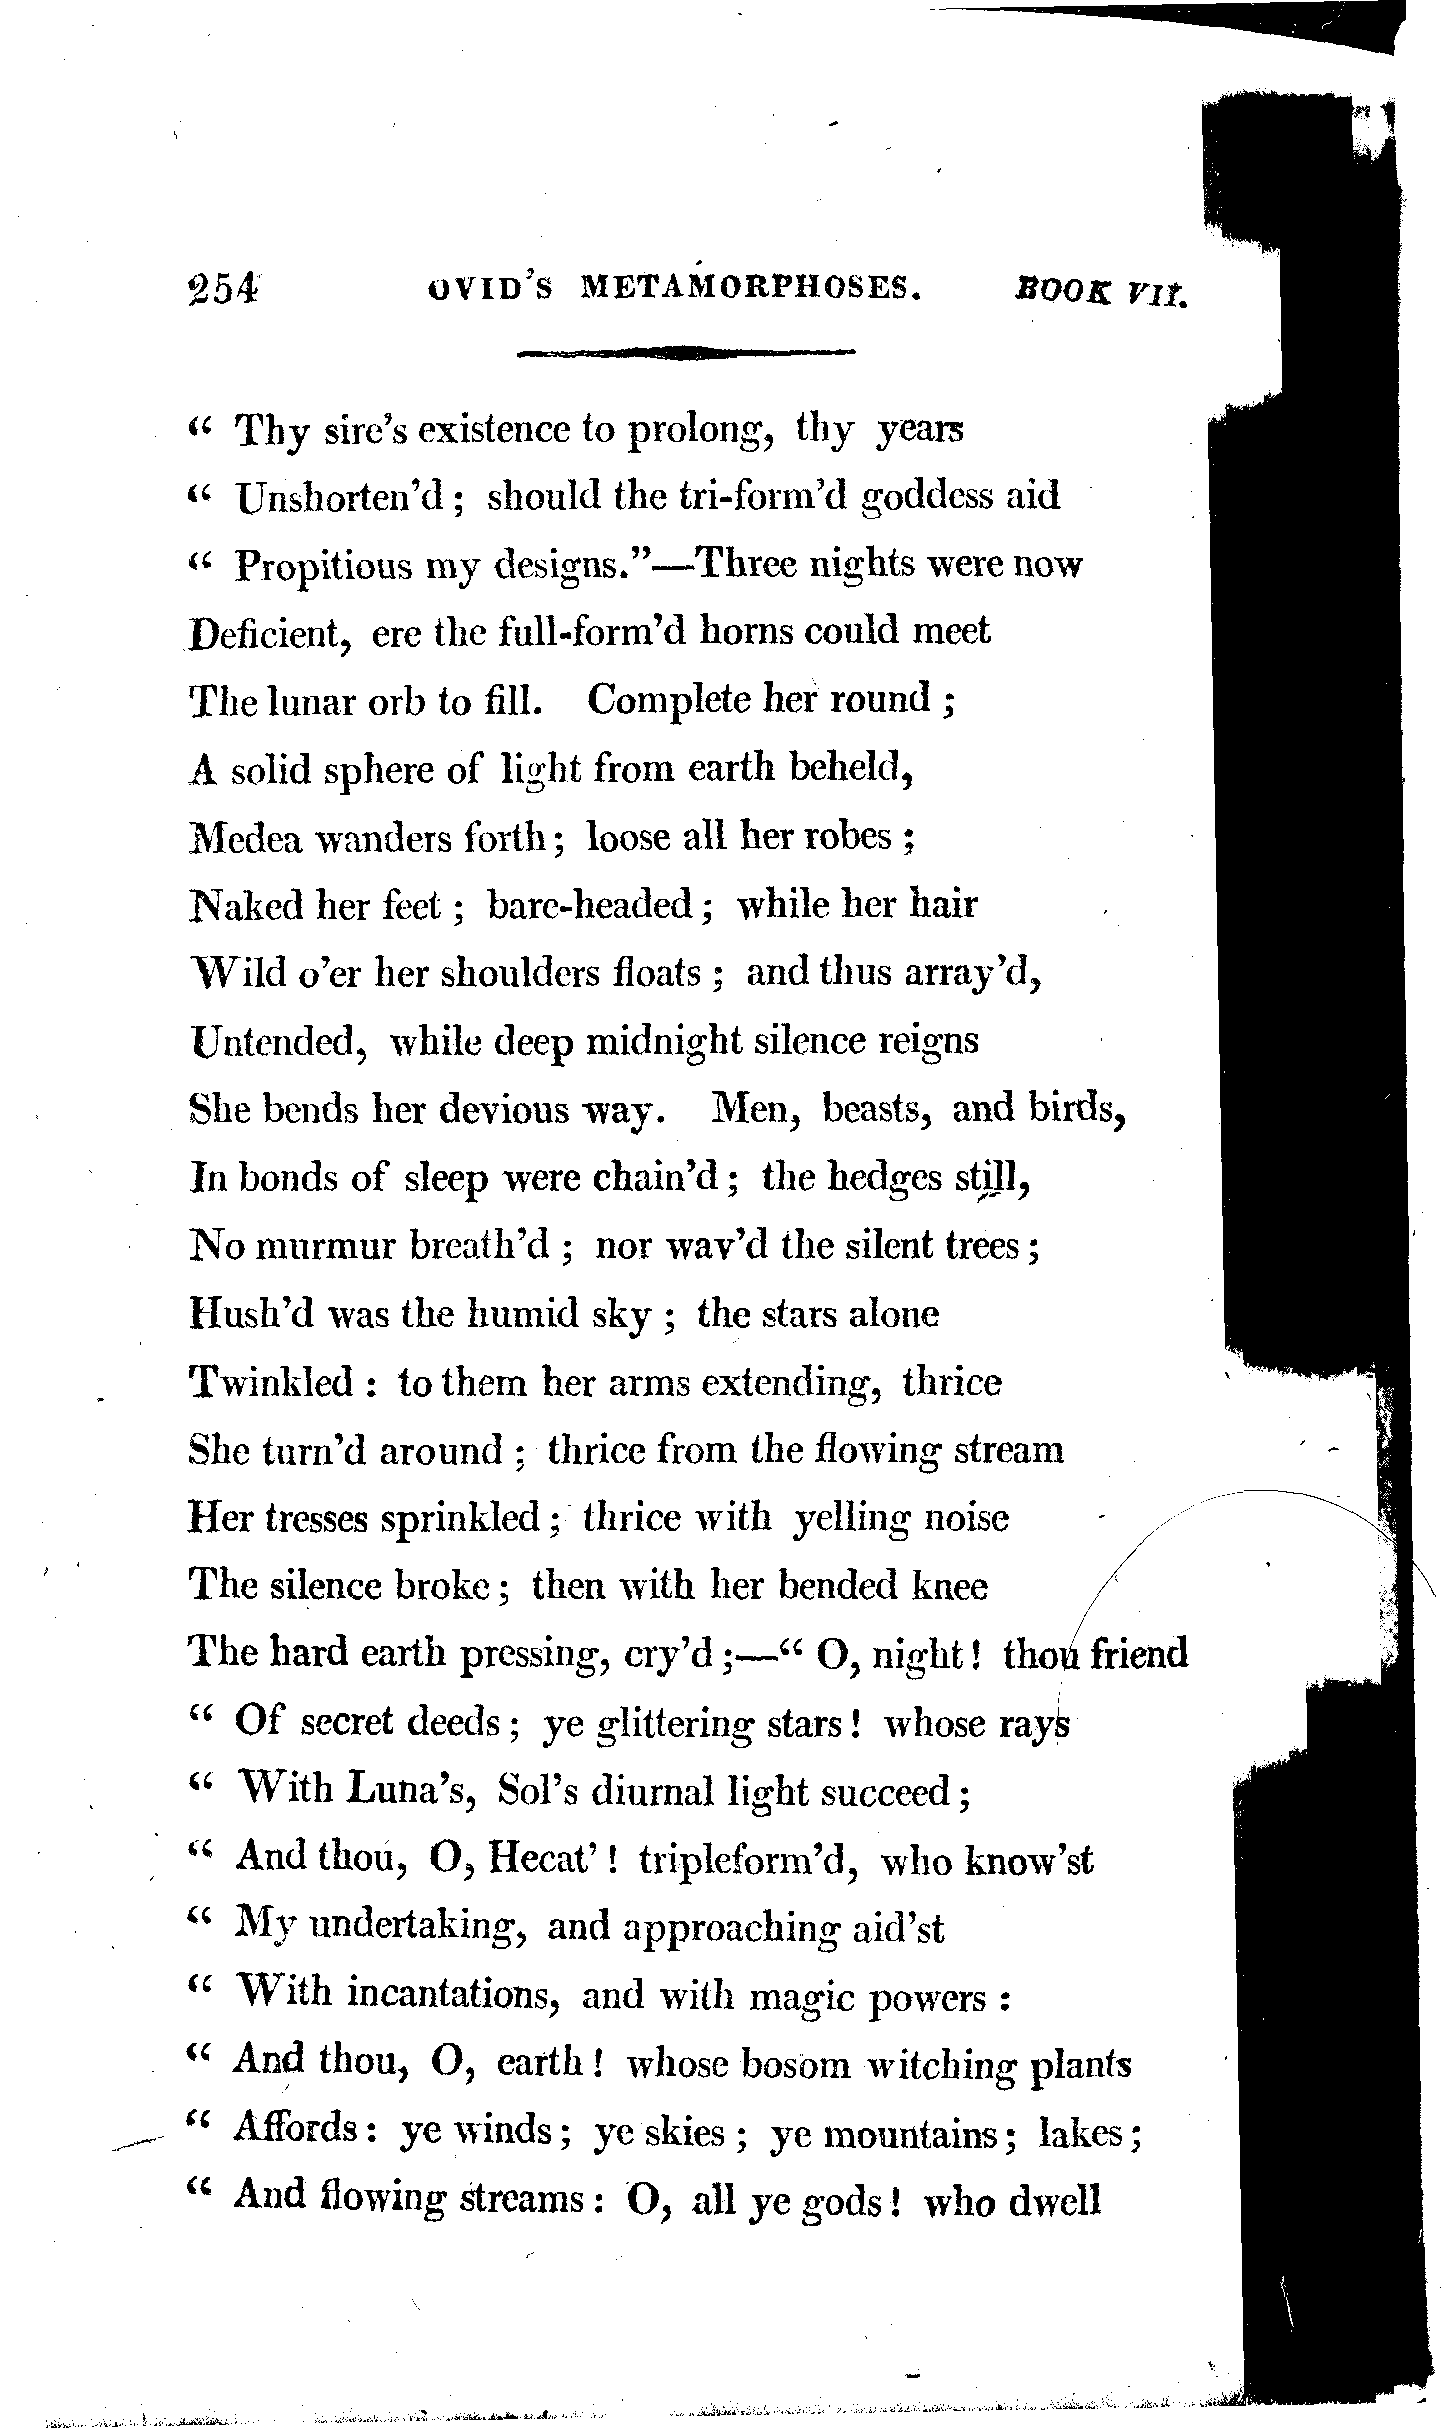 254 OVID'S METAMORPHOSES. BOOK VII.
“ Thy sire's existence to prolong, thy years
“ Unshorten'd ; should the tri-form'd goddess aid
“ Propitious my designs.”—Three nights were now
Deficient, ere the full-form'd horns could meet
The lunar orb to fill. Complete her round ;
A solid sphere of light from earth beheld,
Medea wanders forth ; loose all her robes ;
Naked her feet ; bare-headed ; while her hair
Wild o'er her shoulders floats ; and thus array'd,
Untended, while deep midnight silence reigns
She bends her devious way. Men, beasts, and birds,
In bonds of sleep were chain'd ; the hedges still,
No murmur breath'd ; nor wav'd the silent trees ;
Hush'd was the humid sky ; the stars alone
Twinkled : to them her arms extending, thrice
She turn'd around ; thrice from the flowing stream
Her tresses sprinkled ; thrice with yelling noise
The silence broke ; then with her bended knee
The hard earth pressing, cry'd ;—“ O, night ! thou friend
“ Of secret deeds ; ye glittering stars ! whose rays
“ With Luna's, Sol's diurnal light succeed ;
“ And thou, O, Hecat' ! tripleform'd, who know'st
“ My undertaking, and approaching aid'st
“ With incantations, and with magic powers :
“ And thou, O, earth ! whose bosom witching plants
“ Affords : ye winds ; ye skies ; ye mountains ; lakes ;
“ And flowing streams : O, all ye gods ! who dwell